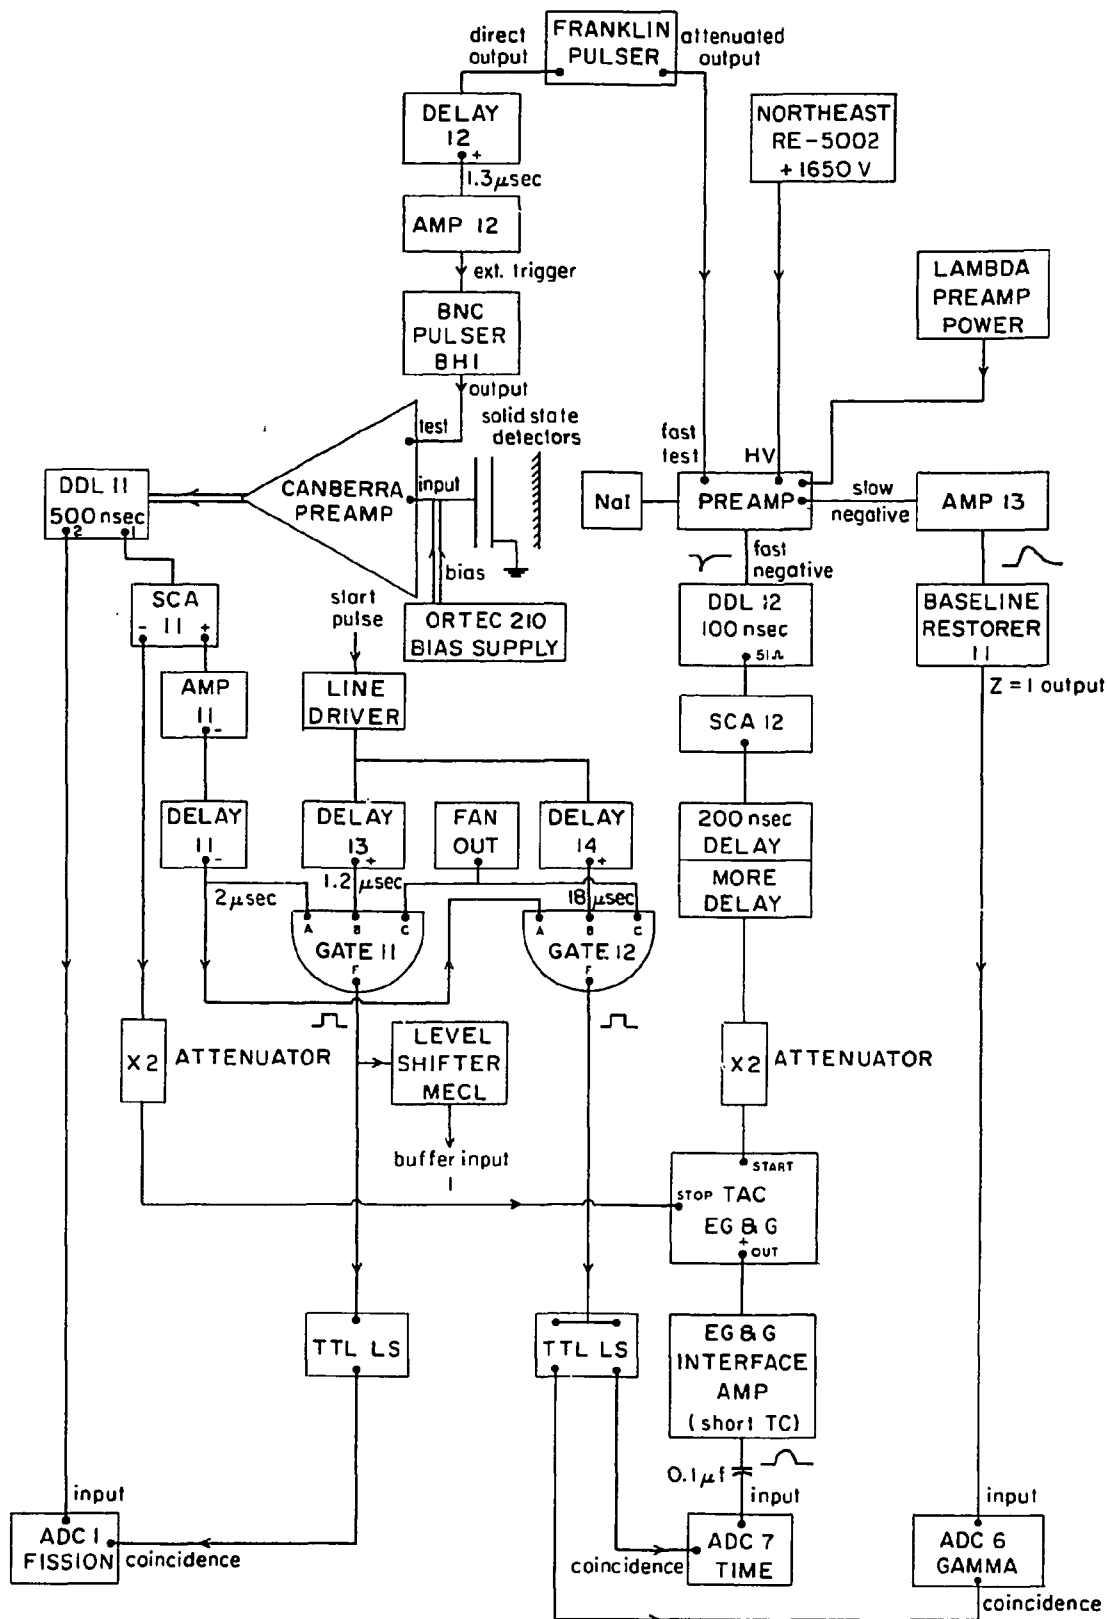 direct
output
FRANKLIN
PULSER
attenuated
output
DELAY
12
+
1.3μsec
NORTHEAST
RE-5002
+1650 V
AMP 12
ext. trigger
LAMBDA
PREAMP
POWER
BNC
PULSER
BH1
output
test
solid state
detectors
fast
test
HV
DDL 11
500 nsec
2
1
CANBERRA
PREAMP
input
NaI
PREAMP
slow
negative
AMP 13
bias
fast
negative
SCA
11
-
+
start
pulse
ORTEC 210
BIAS SUPPLY
DDL 12
100 nsec
51Ω
BASELINE
RESTORER
11
Z = 1 output
AMP
11
-
LINE
DRIVER
SCA 12
DELAY
11
-
DELAY
13
+
FAN
OUT
DELAY
14
+
200 nsec
DELAY
MORE
DELAY
2μsec
1.2 μsec
18 μsec
A
B
C
GATE 11
F
A
B
C
GATE 12
F
X2
ATTENUATOR
LEVEL
SHIFTER
MECL
X2
ATTENUATOR
buffer input
1
START
STOP
TAC
EG & G
+
OUT
TTL LS
TTL LS
EG & G
INTERFACE
AMP
(short TC)
0.1μf
input
input
input
ADC 1
FISSION
coincidence
coincidence
ADC 7
TIME
ADC 6
GAMMA
coincidence